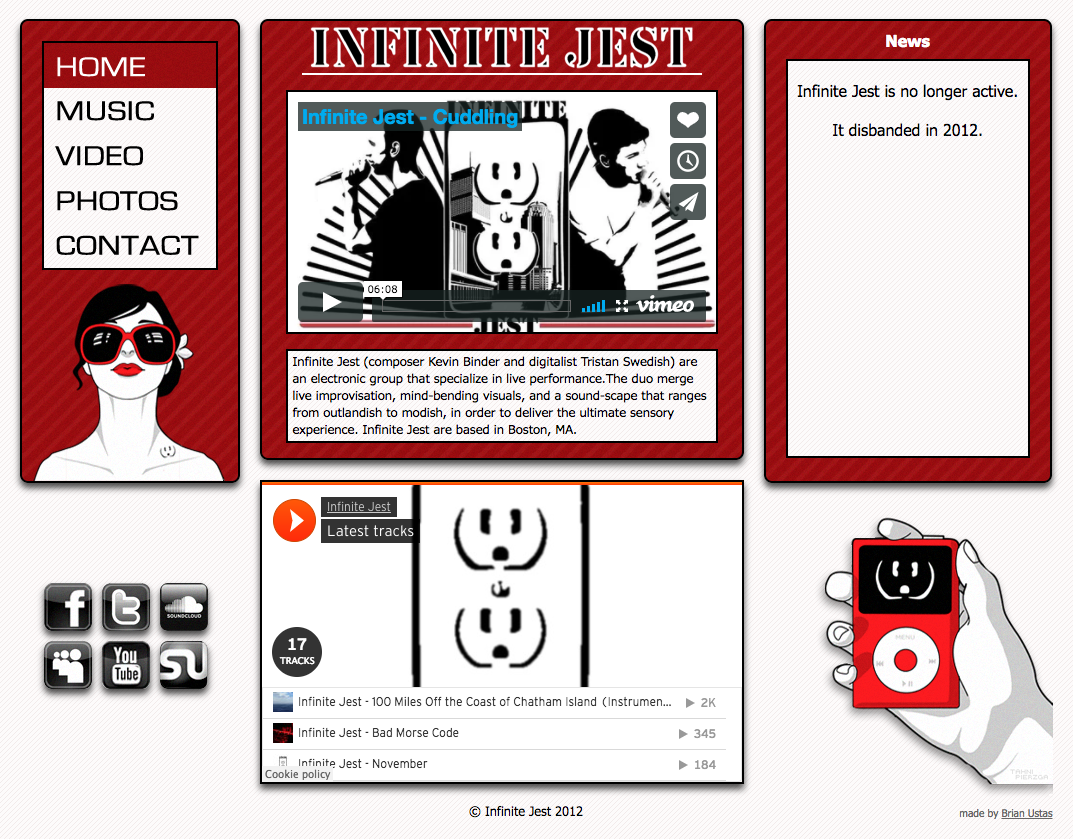 HOME
MUSIC
VIDEO
PHOTOS
CONTACT
INFINITE JEST
Infinite Jest - Cuddling
INFINITE
06:08
vimeo
JEST
Infinite Jest (composer Kevin Binder and digitalist Tristan Swedish) are
an electronic group that specialize in live performance.The duo merge
live improvisation, mind-bending visuals, and a sound-scape that ranges
from outlandish to modish, in order to deliver the ultimate sensory
experience. Infinite Jest are based in Boston, MA.
News
Infinite Jest is no longer active.
It disbanded in 2012.
f
t
SOUNDCLOUD
You
Tube
Infinite Jest
Latest tracks
17
TRACKS
Infinite Jest - 100 Miles Off the Coast of Chatham Island (Instrumen...
2K
Infinite Jest - Bad Morse Code
345
Infinite Jest - November
184
Cookie policy
MENU
TAHNI
PIERZGA
© Infinite Jest 2012
made by Brian Ustas